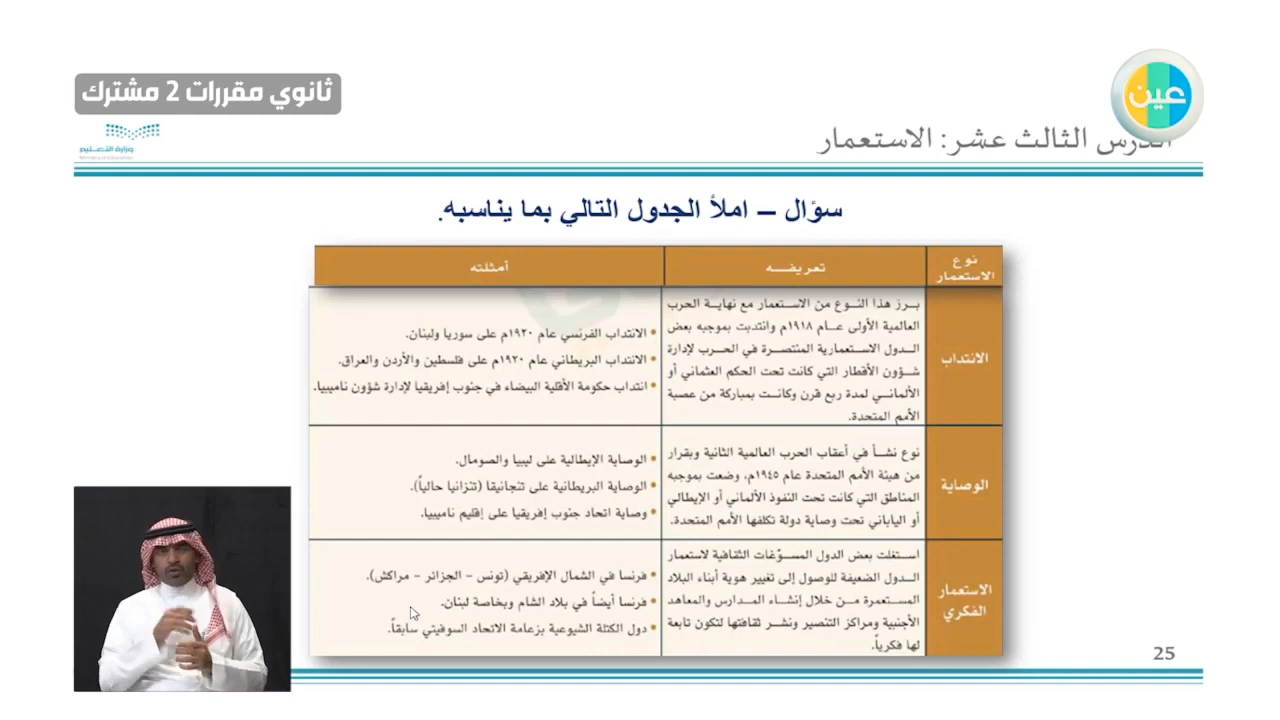 ثانوي مقررات 2 مشترك
عين
وزارة التعليم
Ministry of Education
الدرس الثالث عشر: الاستعمار
سؤال – املأ الجدول التالي بما يناسبه.
نوع الاستعمار
تعريفه
أمثلته
الانتداب
برز هذا النوع من الاستعمار مع نهاية الحرب
العالمية الأولى عام ١٩١٨م وانتدبت بموجبه بعض
الدول الاستعمارية المنتصرة في الحرب لإدارة
شؤون الأقطار التي كانت تحت الحكم العثماني أو
الألماني لمدة ربع قرن وكانت بمباركة من عصبة
الأمم المتحدة.
• الانتداب الفرنسي عام ١٩٢٠م على سوريا ولبنان.
• الانتداب البريطاني عام ١٩٢٠م على فلسطين والأردن والعراق.
• انتداب حكومة الأقلية البيضاء في جنوب إفريقيا لإدارة شؤون ناميبيا.
الوصاية
نوع نشأ في أعقاب الحرب العالمية الثانية وبقرار
من هيئة الأمم المتحدة عام ١٩٤٥م، وضعت بموجبه
المناطق التي كانت تحت النفوذ الألماني أو الإيطالي
أو الياباني تحت وصاية دولة تكلفها الأمم المتحدة.
• الوصاية الإيطالية على ليبيا والصومال.
• الوصاية البريطانية على تنجانيقا (تنزانيا حالياً).
• وصاية اتحاد جنوب إفريقيا على إقليم ناميبيا.
الاستعمار
الفكري
استغلت بعض الدول المسوّغات الثقافية لاستعمار
الدول الضعيفة للوصول إلى تغيير هوية أبناء البلاد
المستعمرة من خلال إنشاء المدارس والمعاهد
الأجنبية ومراكز التنصير ونشر ثقافتها لتكون تابعة
لها فكرياً.
• فرنسا في الشمال الإفريقي (تونس – الجزائر – مراكش).
• فرنسا أيضاً في بلاد الشام وبخاصة لبنان.
• دول الكتلة الشيوعية بزعامة الاتحاد السوفيتي سابقاً.
25